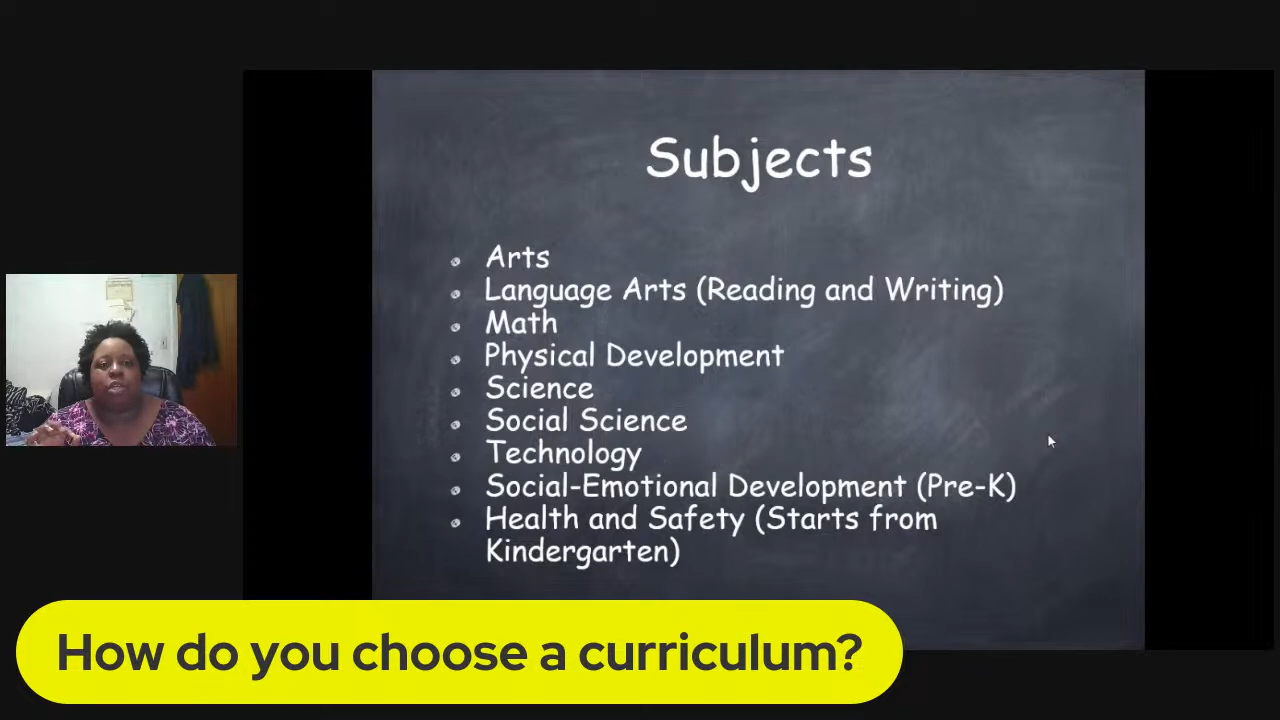 Subjects
Arts
Language Arts (Reading and Writing)
Math
Physical Development
Science
Social Science
Technology
Social-Emotional Development (Pre-K)
Health and Safety (Starts from
Kindergarten)
How do you choose a curriculum?